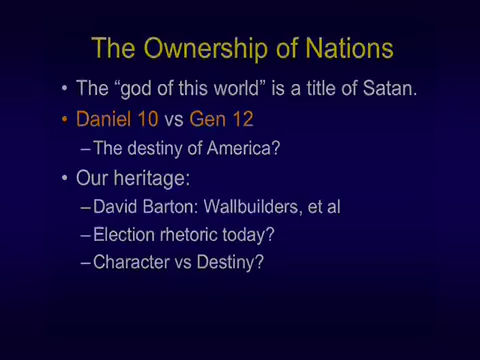 The Ownership of Nations
• The “god of this world” is a title of Satan.
• Daniel 10 vs Gen 12
–The destiny of America?
• Our heritage:
–David Barton: Wallbuilders, et al
–Election rhetoric today?
–Character vs Destiny?